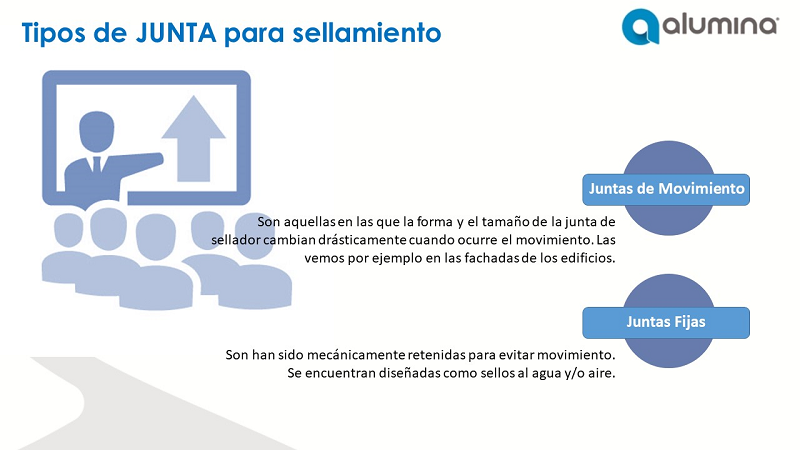 Tipos de JUNTA para sellamiento
alumina
Juntas de Movimiento
Son aquellas en las que la forma y el tamaño de la junta de
sellador cambian drásticamente cuando ocurre el movimiento. Las
vemos por ejemplo en las fachadas de los edificios.
Juntas Fijas
Son han sido mecánicamente retenidas para evitar movimiento.
Se encuentran diseñadas como sellos al agua y/o aire.